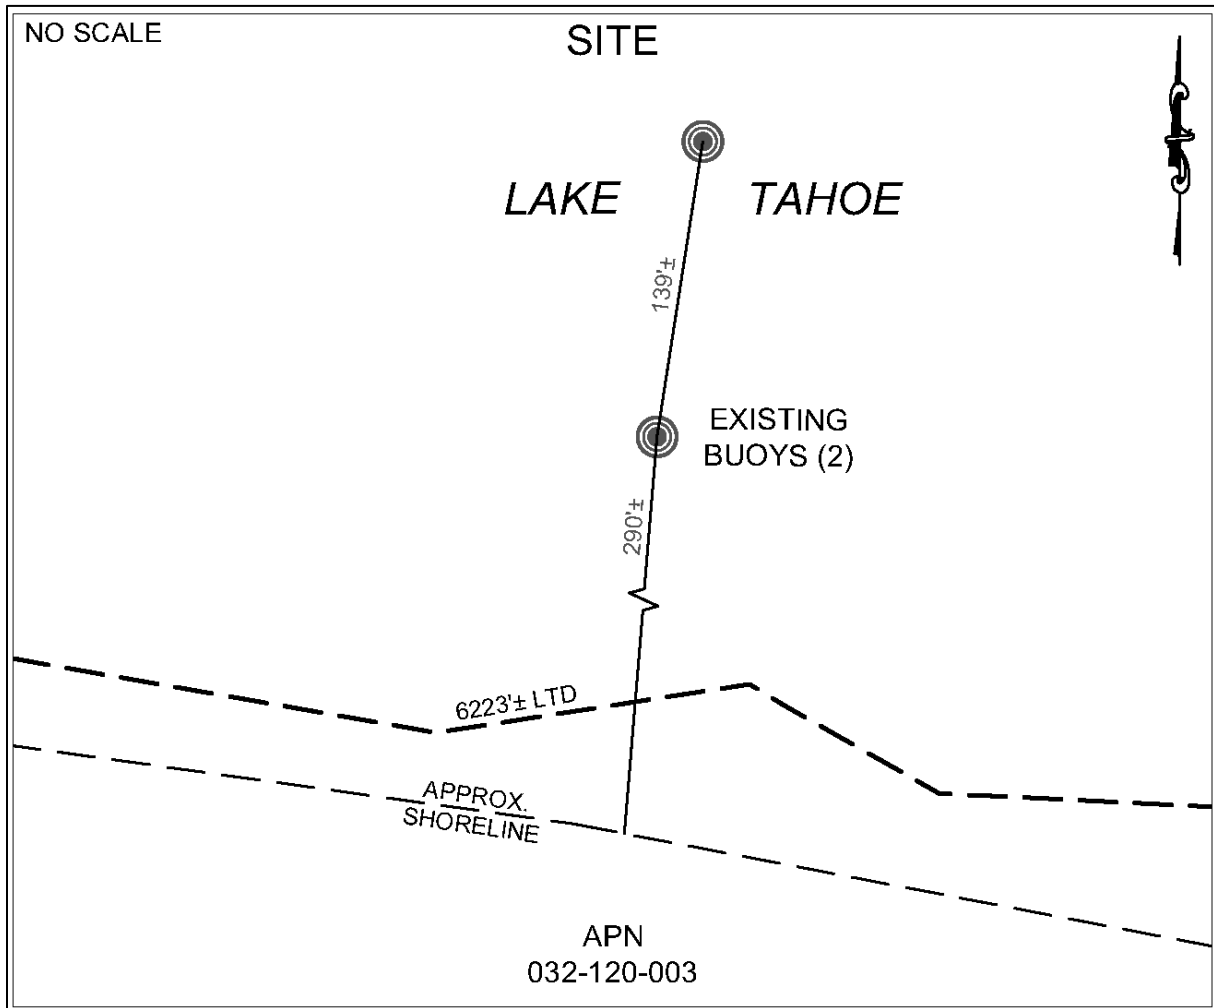 NO SCALE
SITE
LAKE TAHOE
139'±
EXISTING
BUOYS (2)
290'±
6223'± LTD
APPROX.
SHORELINE
APN
032-120-003